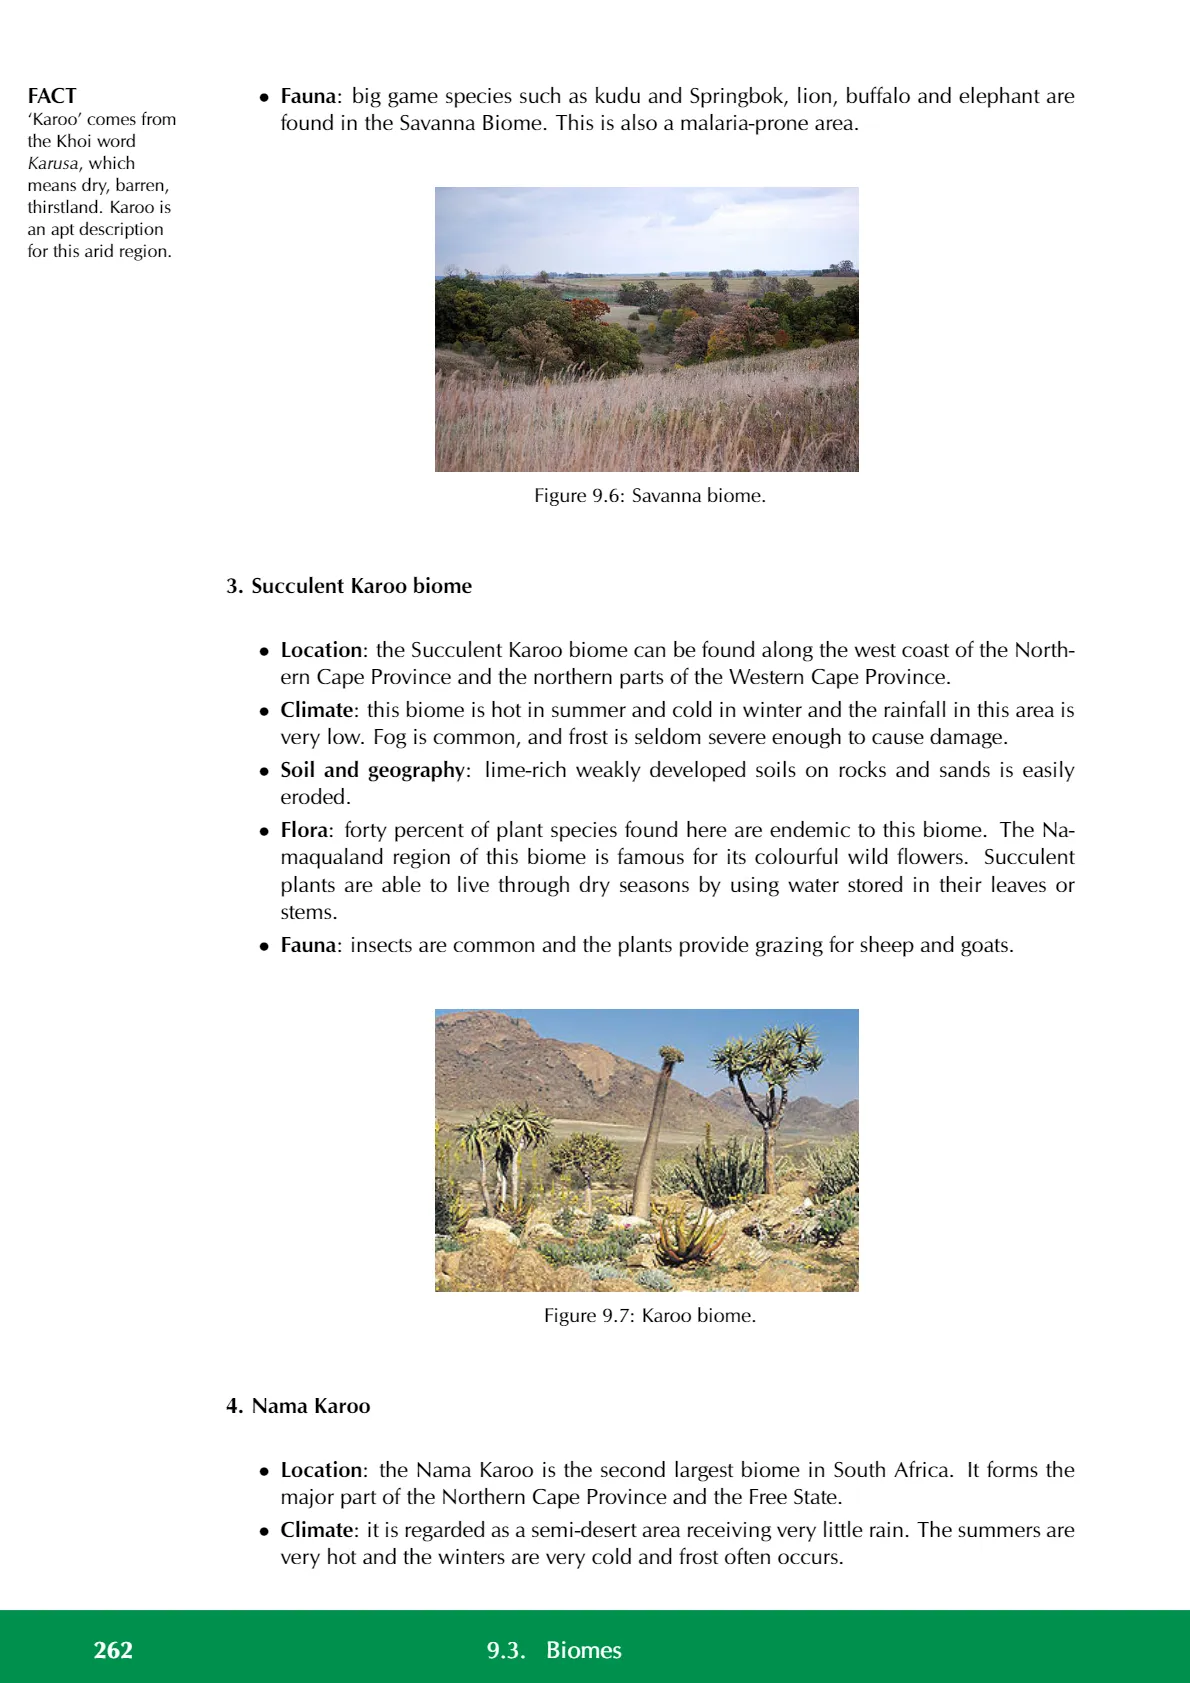 FACT
‘Karoo’ comes from
the Khoi word
Karusa, which
means dry, barren,
thirstland. Karoo is
an apt description
for this arid region.
• Fauna: big game species such as kudu and Springbok, lion, buffalo and elephant are
found in the Savanna Biome. This is also a malaria-prone area.
Figure 9.6: Savanna biome.
3. Succulent Karoo biome
• Location: the Succulent Karoo biome can be found along the west coast of the North-
ern Cape Province and the northern parts of the Western Cape Province.
• Climate: this biome is hot in summer and cold in winter and the rainfall in this area is
very low. Fog is common, and frost is seldom severe enough to cause damage.
• Soil and geography: lime-rich weakly developed soils on rocks and sands is easily
eroded.
• Flora: forty percent of plant species found here are endemic to this biome. The Na-
maqualand region of this biome is famous for its colourful wild flowers. Succulent
plants are able to live through dry seasons by using water stored in their leaves or
stems.
• Fauna: insects are common and the plants provide grazing for sheep and goats.
Figure 9.7: Karoo biome.
4. Nama Karoo
• Location: the Nama Karoo is the second largest biome in South Africa. It forms the
major part of the Northern Cape Province and the Free State.
• Climate: it is regarded as a semi-desert area receiving very little rain. The summers are
very hot and the winters are very cold and frost often occurs.
262 9.3. Biomes